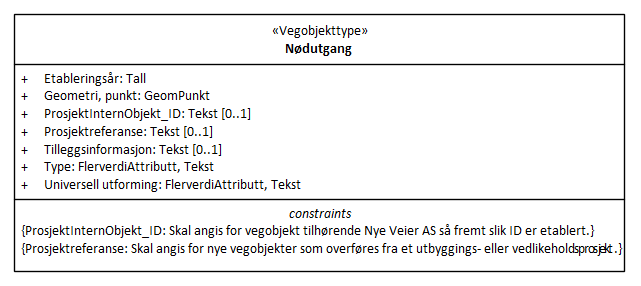 «Vegobjekttype»
Nødutgang
+ Etableringsår: Tall
+ Geometri, punkt: GeomPunkt
+ ProsjektInternObjekt_ID: Tekst [0..1]
+ Prosjektreferanse: Tekst [0..1]
+ Tilleggsinformasjon: Tekst [0..1]
+ Type: FlerverdiAttributt, Tekst
+ Universell utforming: FlerverdiAttributt, Tekst
constraints
{ProsjektInternObjekt_ID: Skal angis for vegobjekt tilhørende Nye Veier AS så fremt slik ID er etablert.}
{Prosjektreferanse: Skal angis for nye vegobjekter som overføres fra et utbyggings- eller vedlikeholdsprosjekt.}